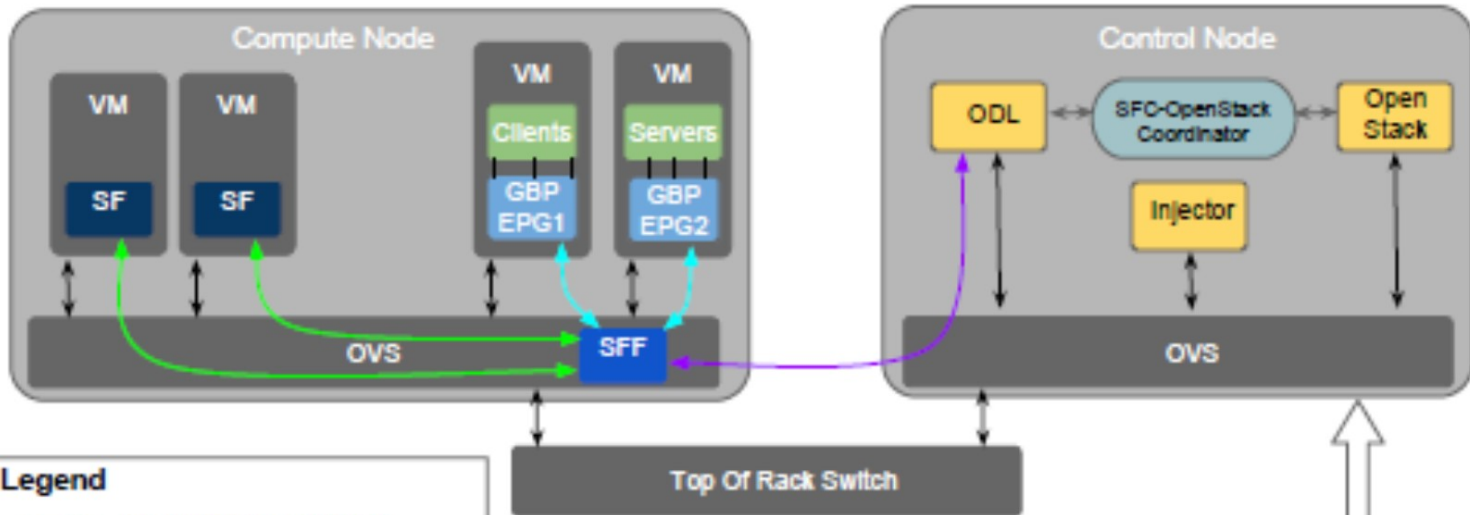 Compute Node
VM
VM
VM
VM
Clients
Servers
SF
SF
GBP
EPG1
GBP
EPG2
OVS
SFF
Control Node
ODL
SFC-OpenStack
Coordinator
Open
Stack
Injector
OVS
Top Of Rack Switch
Legend